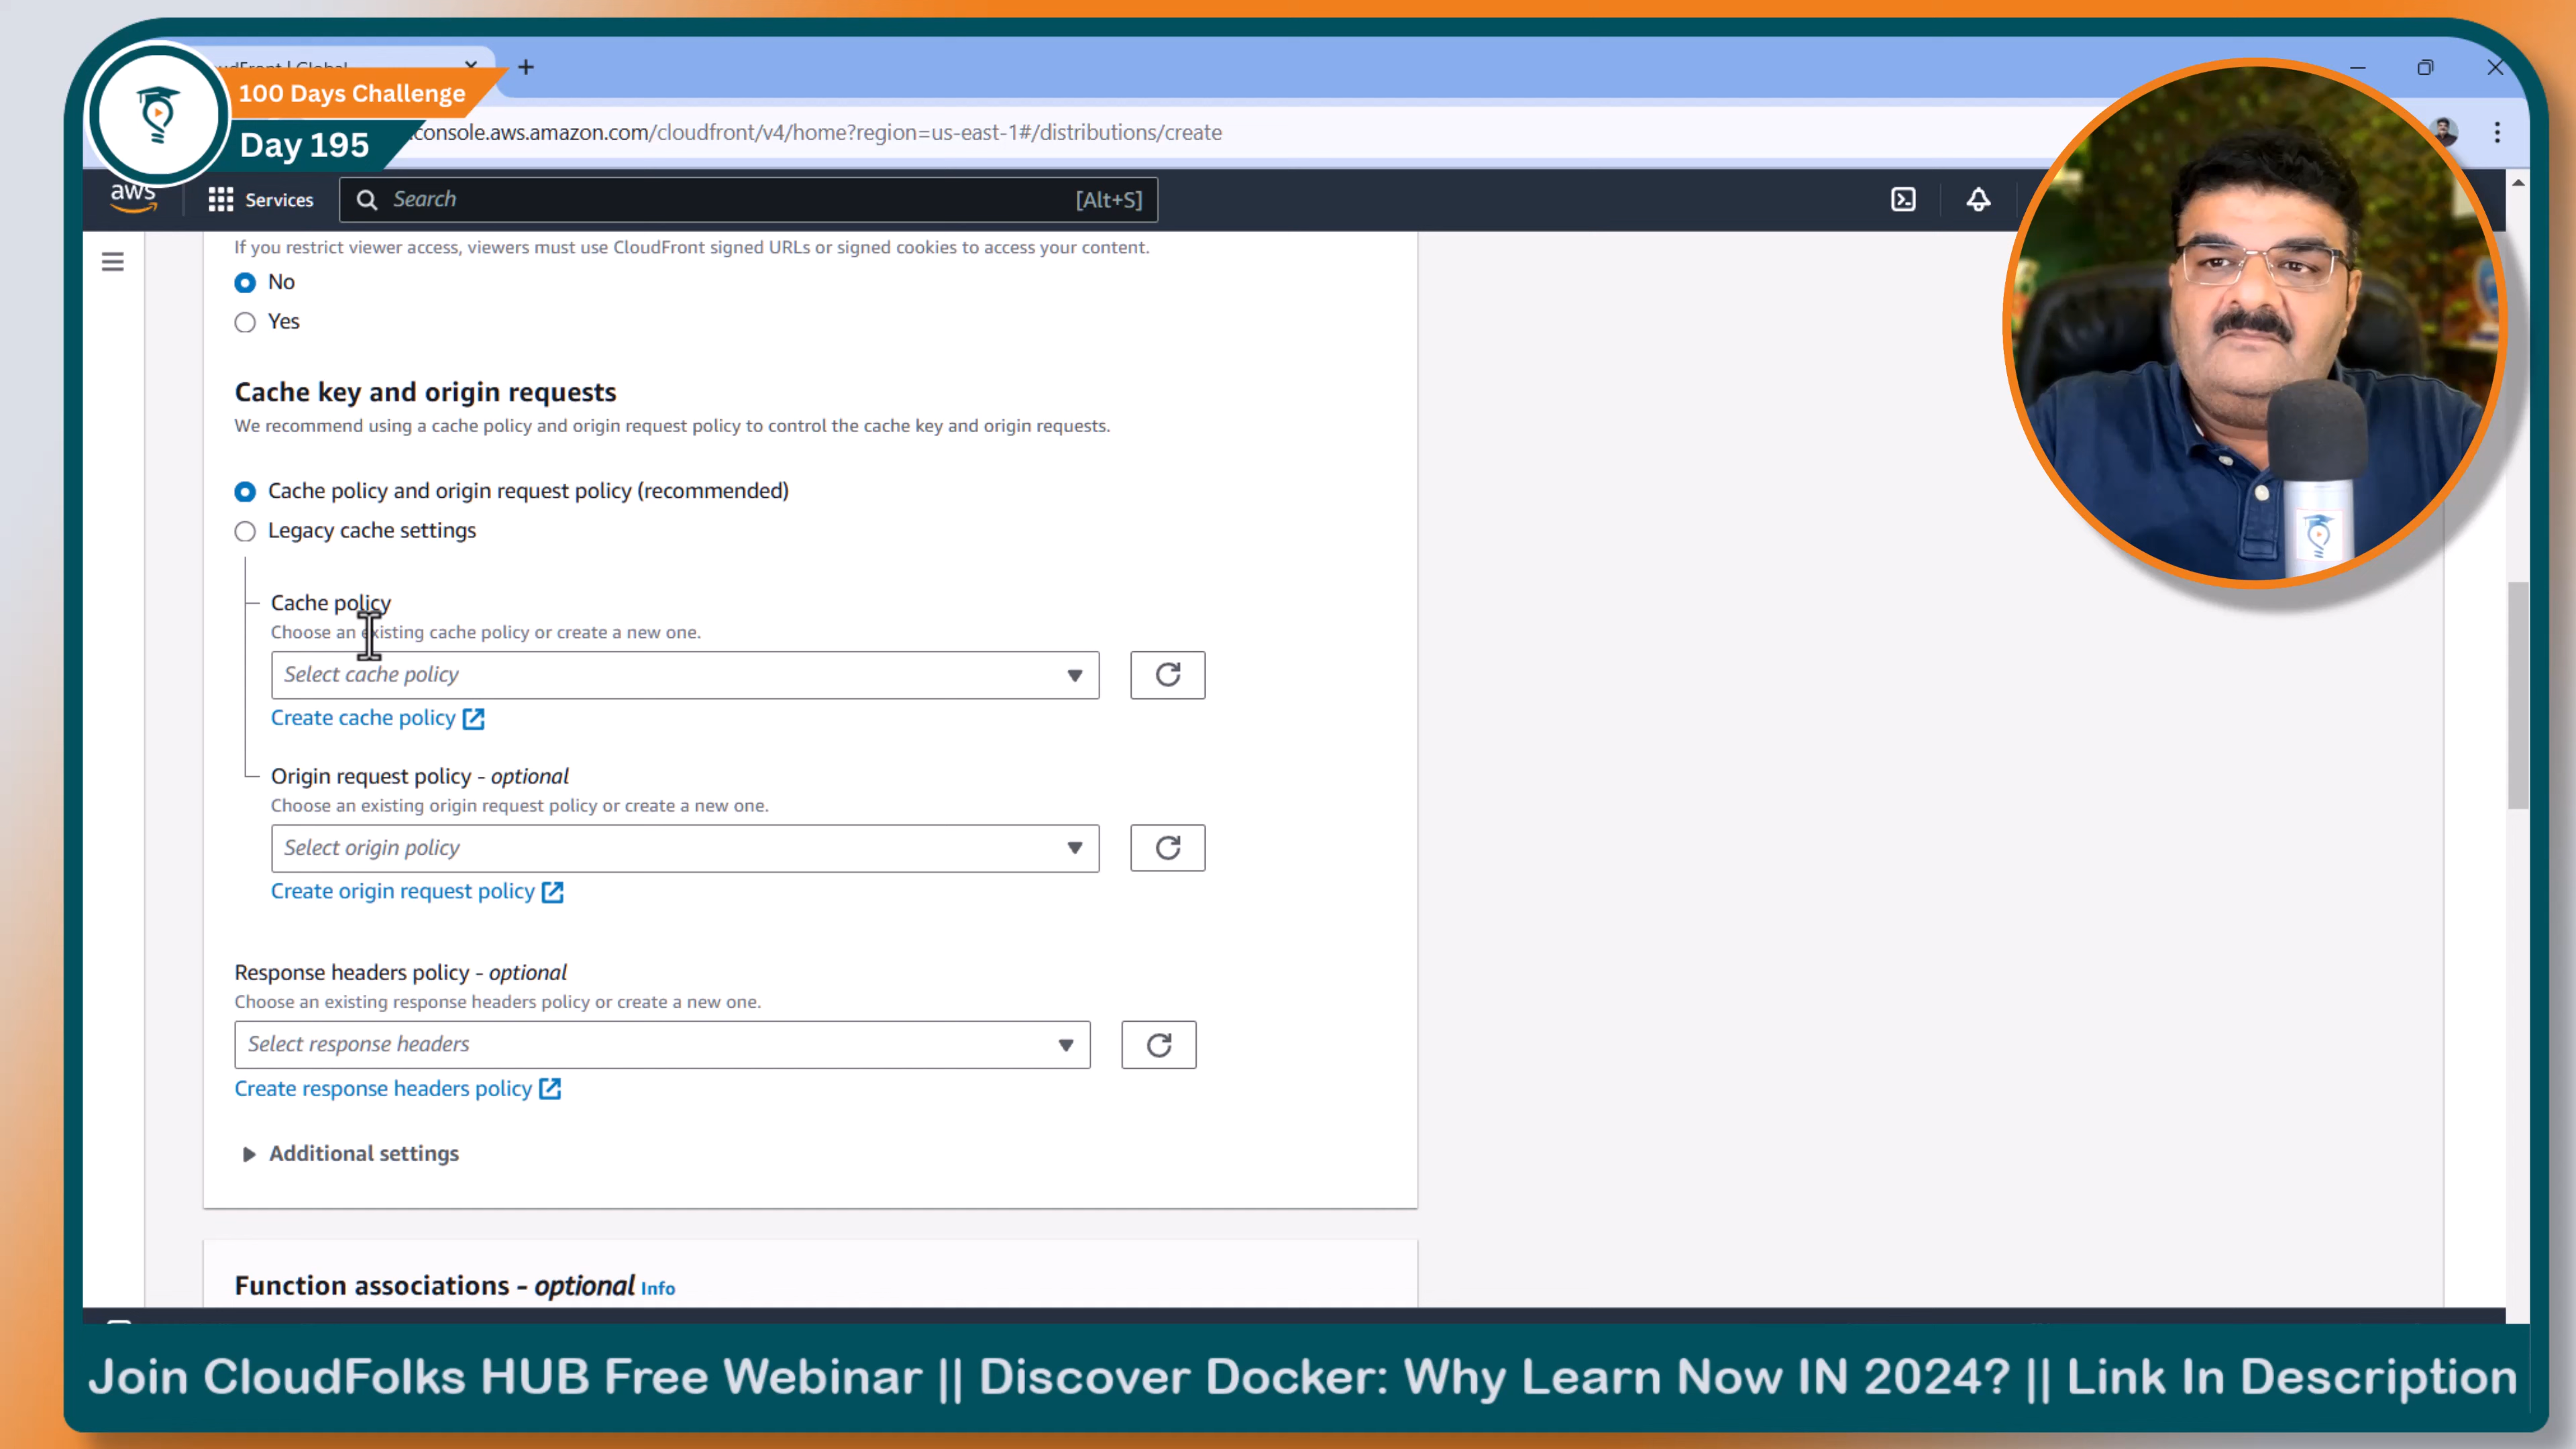 100 Days Challenge
Day 195
console.aws.amazon.com/cloudfront/v4/home?region=us-east-1#/distributions/create
aws
Services
Search
[Alt+S]
If you restrict viewer access, viewers must use CloudFront signed URLs or signed cookies to access your content.
No
Yes
Cache key and origin requests
We recommend using a cache policy and origin request policy to control the cache key and origin requests.
Cache policy and origin request policy (recommended)
Legacy cache settings
Cache policy
Choose an existing cache policy or create a new one.
Select cache policy
Create cache policy
Origin request policy - optional
Choose an existing origin request policy or create a new one.
Select origin policy
Create origin request policy
Response headers policy - optional
Choose an existing response headers policy or create a new one.
Select response headers
Create response headers policy
Additional settings
Function associations - optional Info
Join CloudFolks HUB Free Webinar || Discover Docker: Why Learn Now IN 2024? || Link In Description